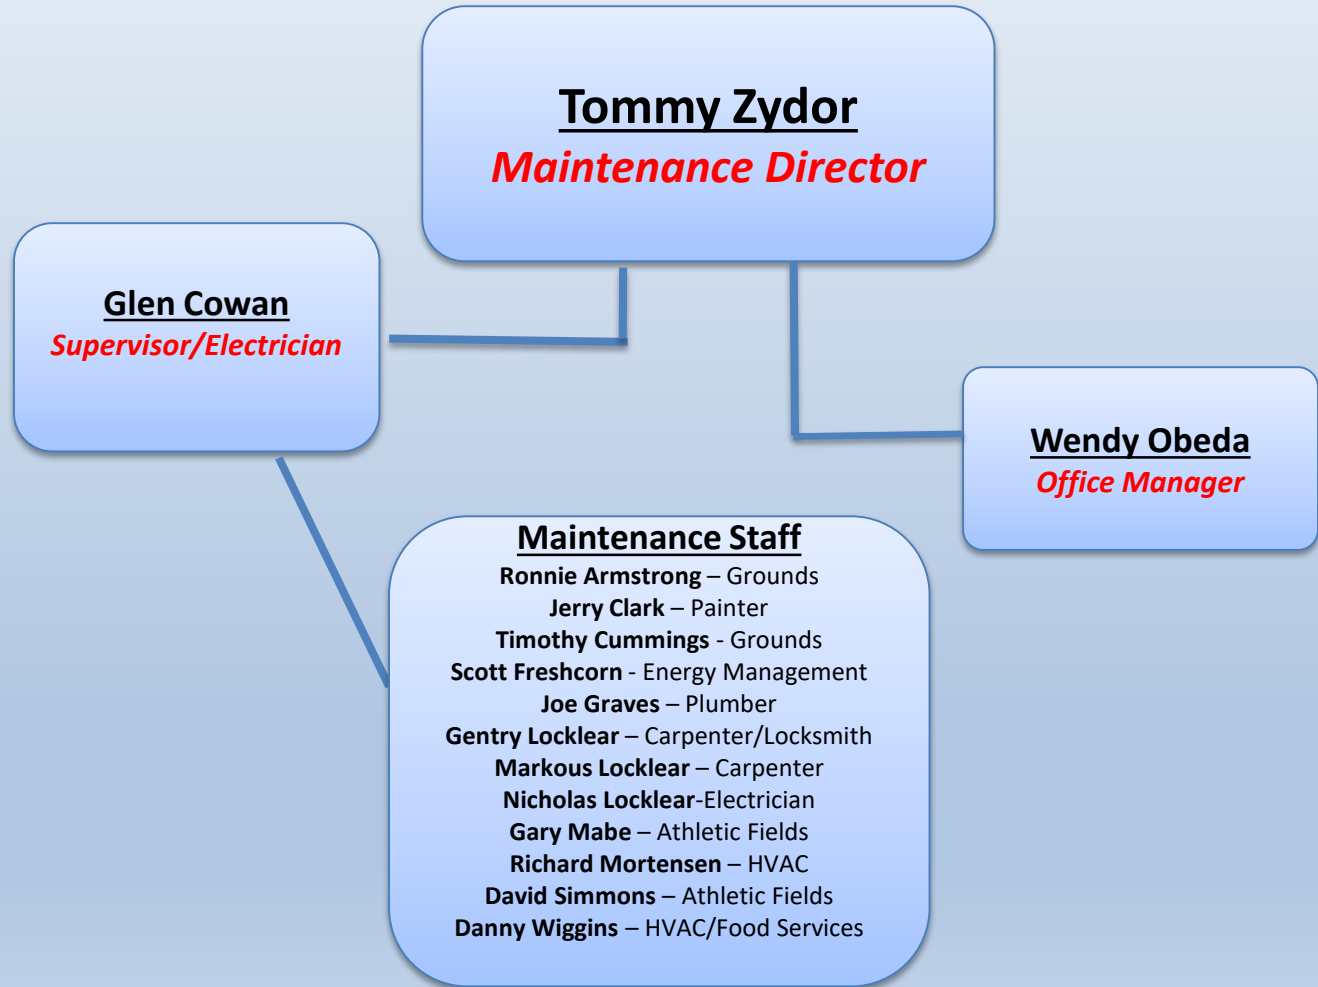 Tommy Zydor
Maintenance Director
Glen Cowan
Supervisor/Electrician
Wendy Obeda
Office Manager
Maintenance Staff
Ronnie Armstrong – Grounds
Jerry Clark – Painter
Timothy Cummings - Grounds
Scott Freshcorn - Energy Management
Joe Graves – Plumber
Gentry Locklear – Carpenter/Locksmith
Markous Locklear – Carpenter
Nicholas Locklear-Electrician
Gary Mabe – Athletic Fields
Richard Mortensen – HVAC
David Simmons – Athletic Fields
Danny Wiggins – HVAC/Food Services